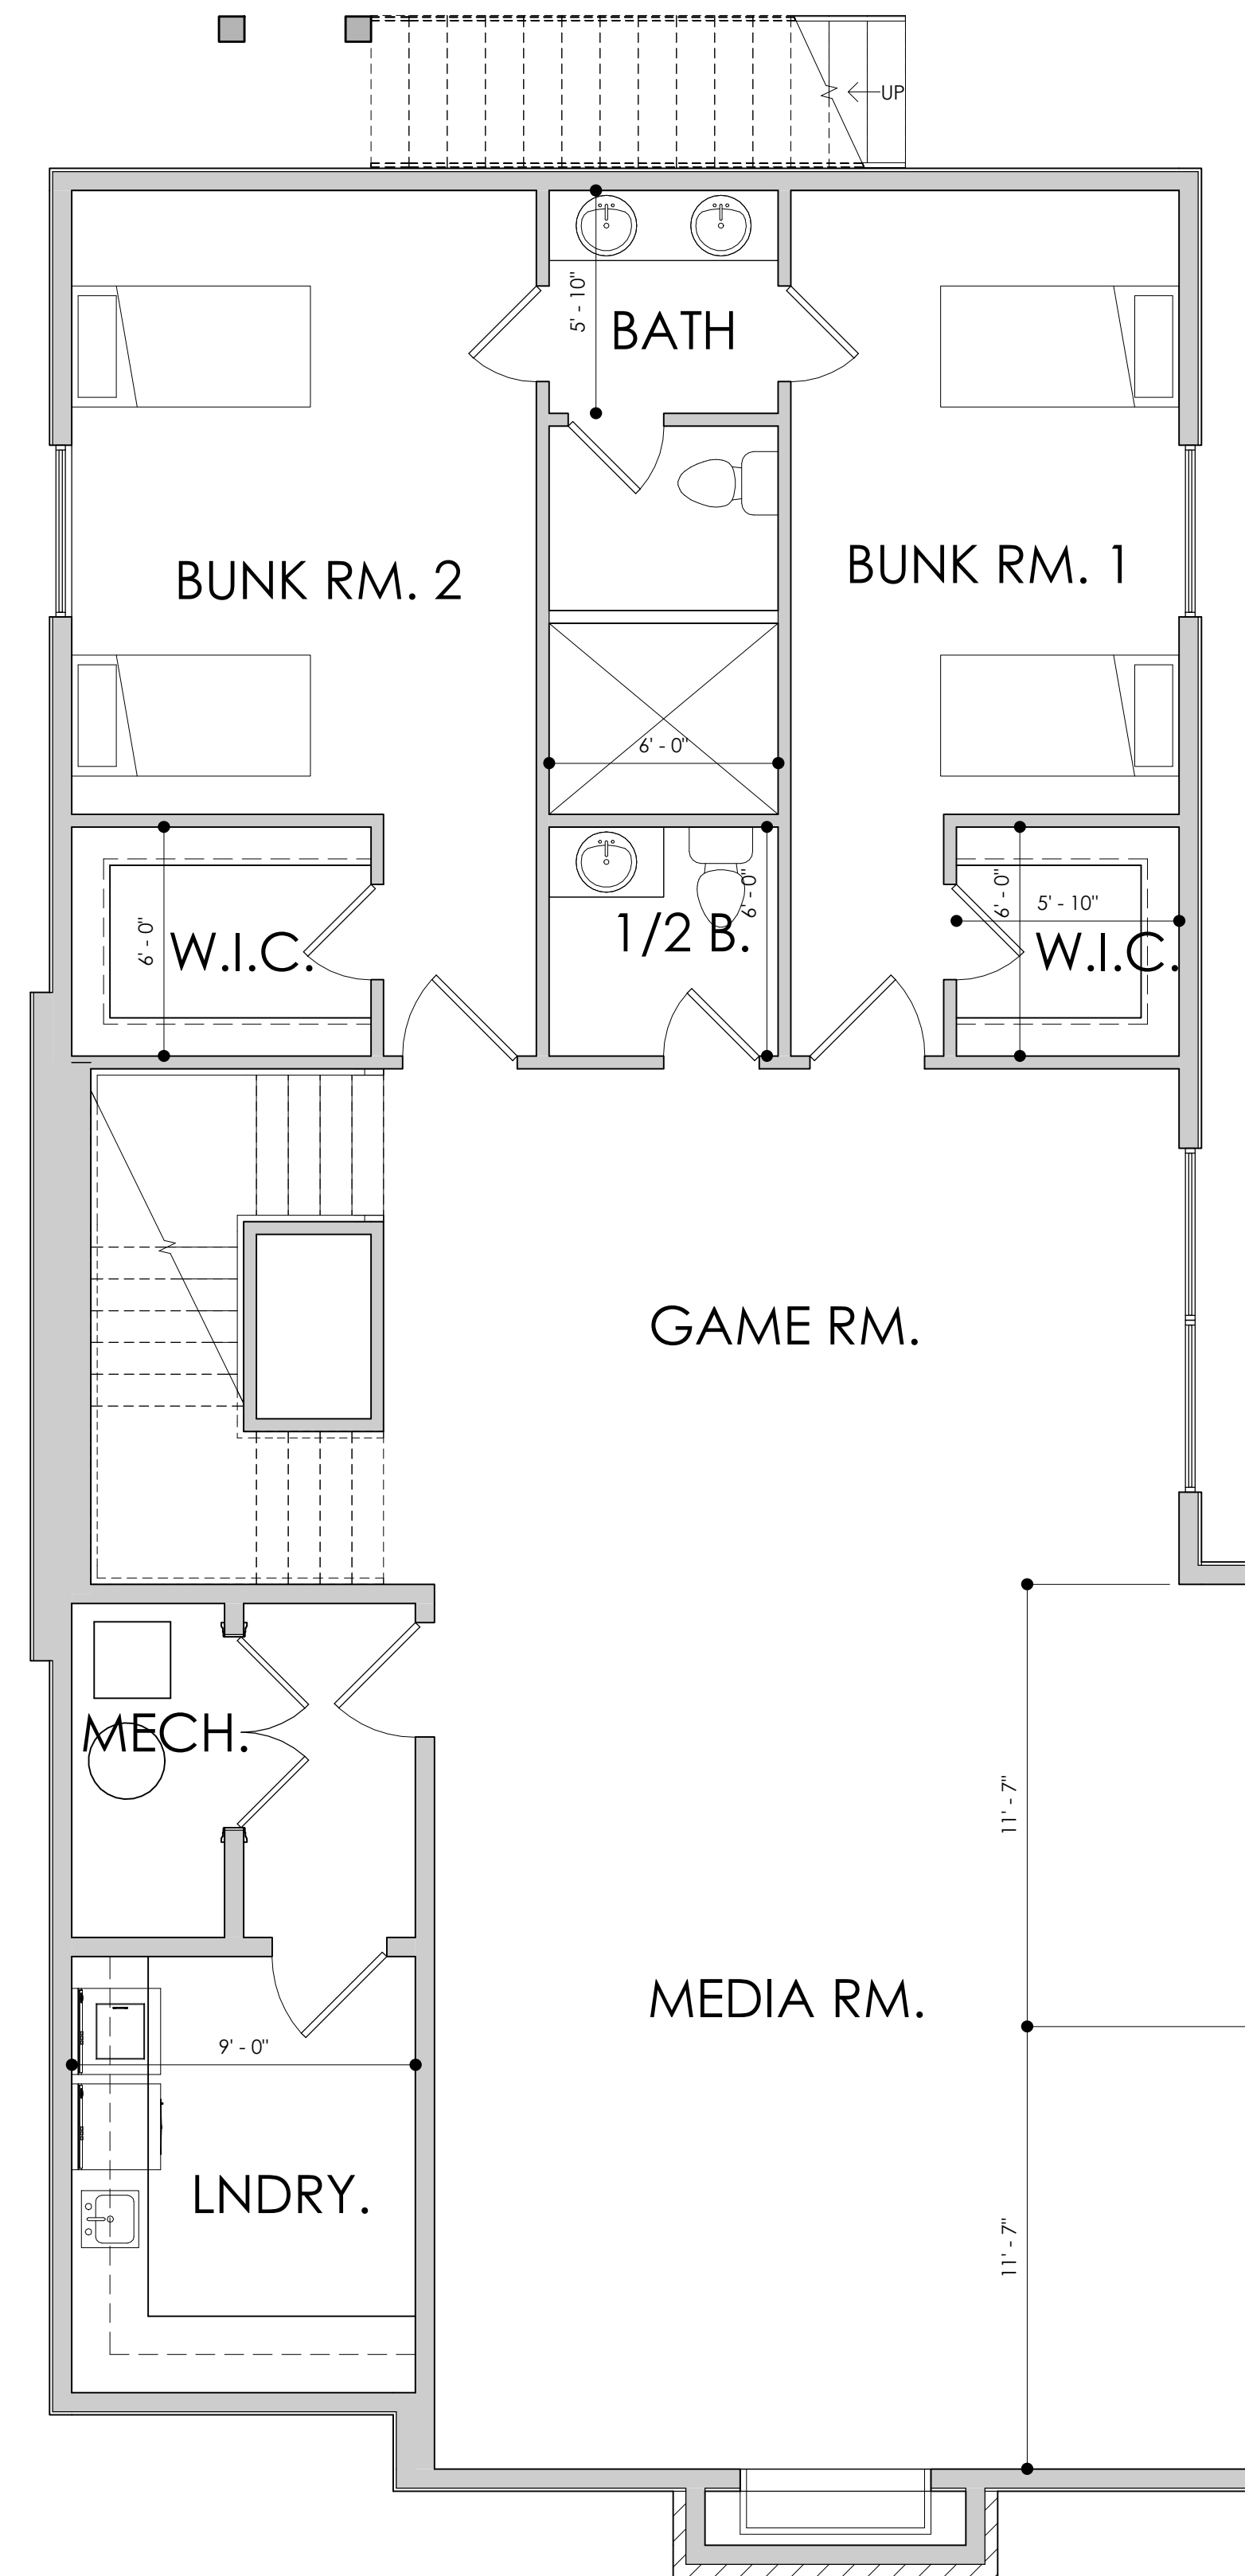 UP
5' - 10"
BATH
BUNK RM. 2
BUNK RM. 1
6' - 0"
6' - 0"
W.I.C.
1/2 B.
6' - 0"
6' - 0"
5' - 10"
W.I.C.
GAME RM.
MECH.
11' - 7"
MEDIA RM.
9' - 0"
LNDRY.
11' - 7"